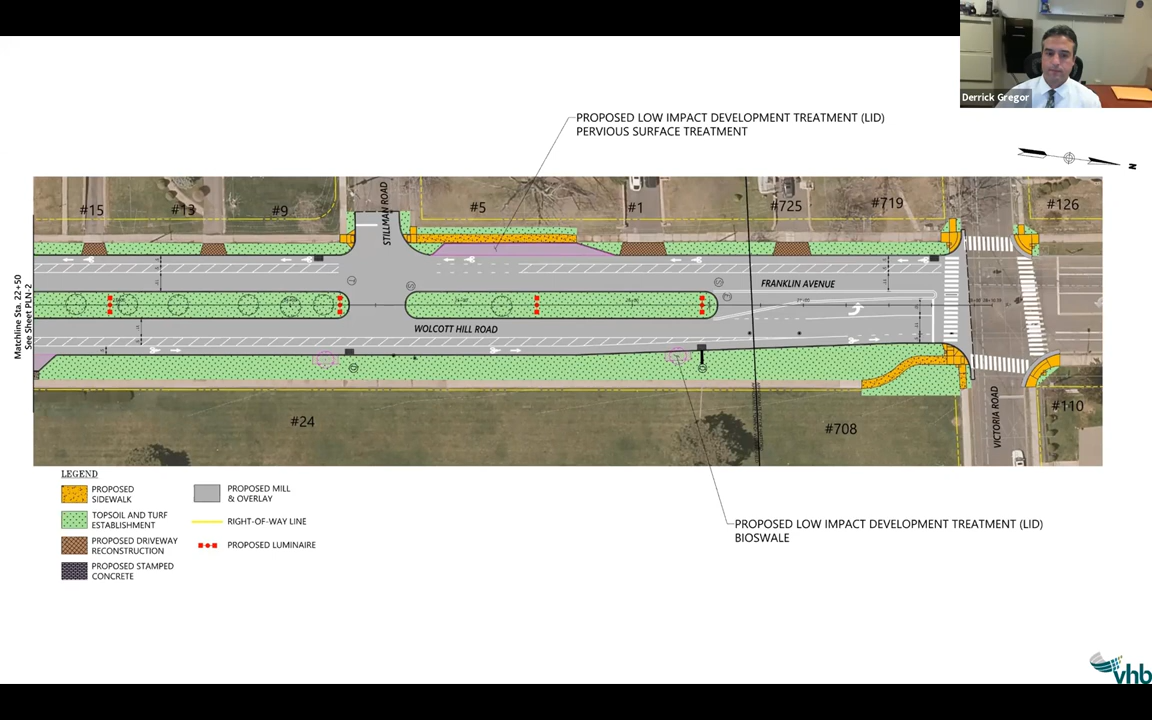 Derrick Gregor
PROPOSED LOW IMPACT DEVELOPMENT TREATMENT (LID)
PERVIOUS SURFACE TREATMENT
N
#15
#13
#9
STILLMAN ROAD
#5
#1
#725
#719
#126
Matchline Sta. 22+50
See Sheet PLN-2
FRANKLIN AVENUE
WOLCOTT HILL ROAD
#24
#708
VICTORIA ROAD
#110
LEGEND
PROPOSED
SIDEWALK
TOPSOIL AND TURF
ESTABLISHMENT
PROPOSED DRIVEWAY
RECONSTRUCTION
PROPOSED STAMPED
CONCRETE
PROPOSED MILL
& OVERLAY
RIGHT-OF-WAY LINE
PROPOSED LUMINAIRE
PROPOSED LOW IMPACT DEVELOPMENT TREATMENT (LID)
BIOSWALE
vhb